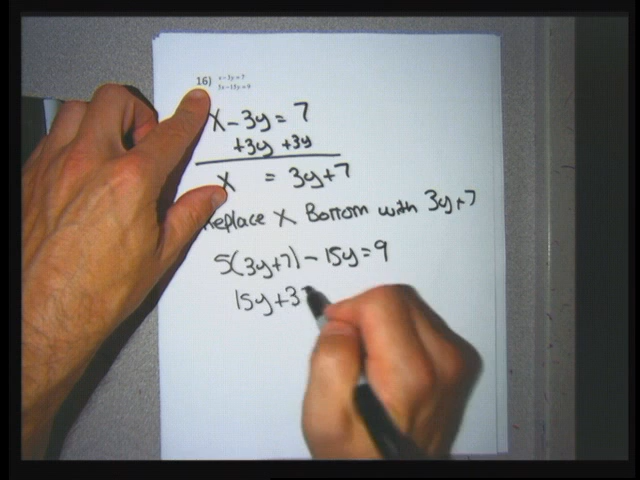 16) x-3y=7
5x-15y=9
x-3y=7
+3y +3y
x = 3y+7
Replace X Bottom with 3y+7
5(3y+7)-15y=9
15y+3